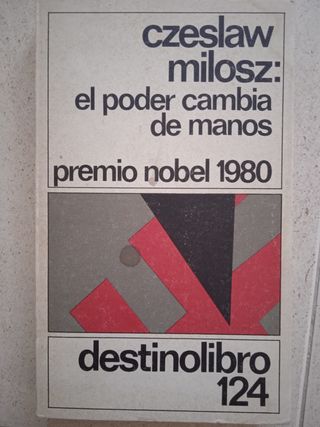 czeslaw
milosz:
el poder cambia
de manos
premio nobel 1980
destinolibro
124